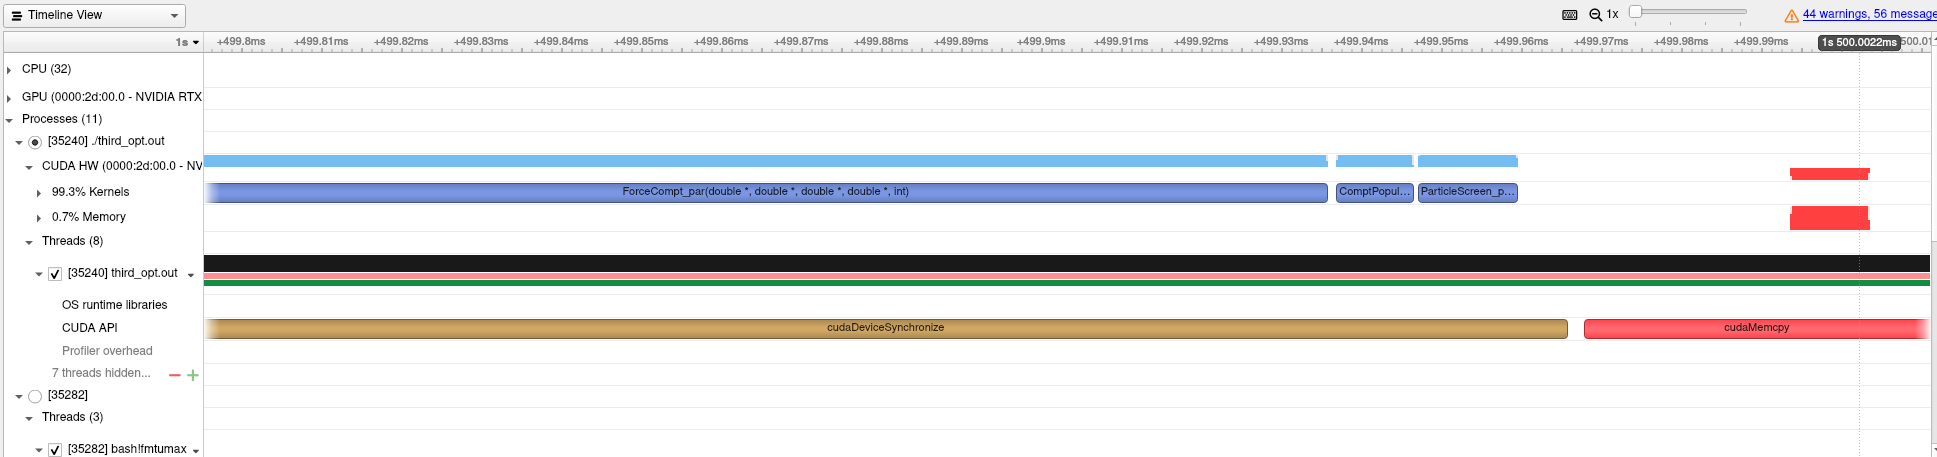 Timeline View
1x
44 warnings, 56 message
1s
+499.8ms +499.81ms +499.82ms +499.83ms +499.84ms +499.85ms +499.86ms +499.87ms +499.88ms +499.89ms +499.9ms +499.91ms +499.92ms +499.93ms +499.94ms +499.95ms +499.96ms +499.97ms +499.98ms +499.99ms 1s 500.0022ms 500.01
CPU (32)
GPU (0000:2d:00.0 - NVIDIA RTX
Processes (11)
[35240] ./third_opt.out
CUDA HW (0000:2d:00.0 - NV
99.3% Kernels
ForceCompt_par(double *, double *, double *, double *, int)
ComptPopul...
ParticleScreen_p...
0.7% Memory
Threads (8)
[35240] third_opt.out
OS runtime libraries
CUDA API
cudaDeviceSynchronize
cudaMemcpy
Profiler overhead
7 threads hidden...
[35282]
Threads (3)
[35282] bash!fmtumax